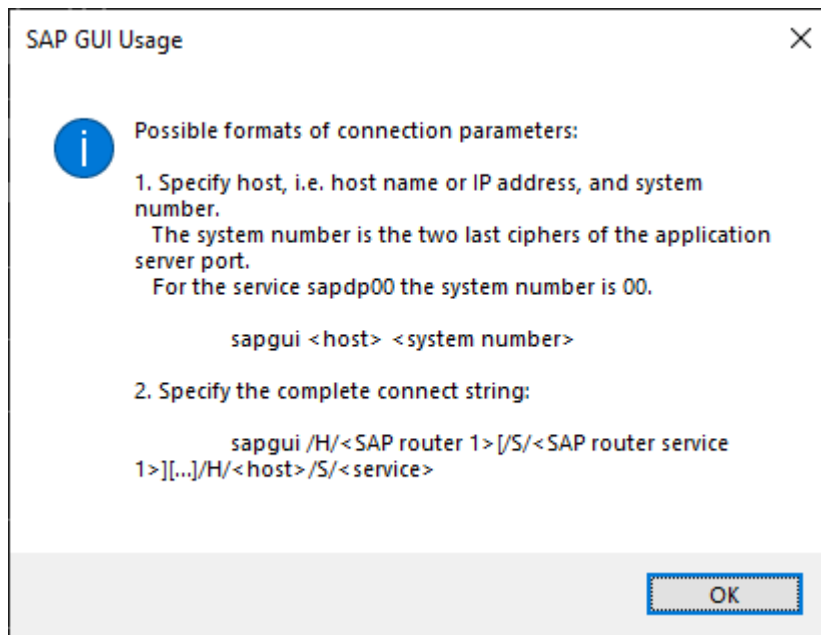 SAP GUI Usage
Possible formats of connection parameters:
1. Specify host, i.e. host name or IP address, and system
number.
The system number is the two last ciphers of the application
server port.
For the service sapdp00 the system number is 00.
sapgui <host> <system number>
2. Specify the complete connect string:
sapgui /H/<SAP router 1>[/S/<SAP router service
1>][...]/H/<host>/S/<service>
OK